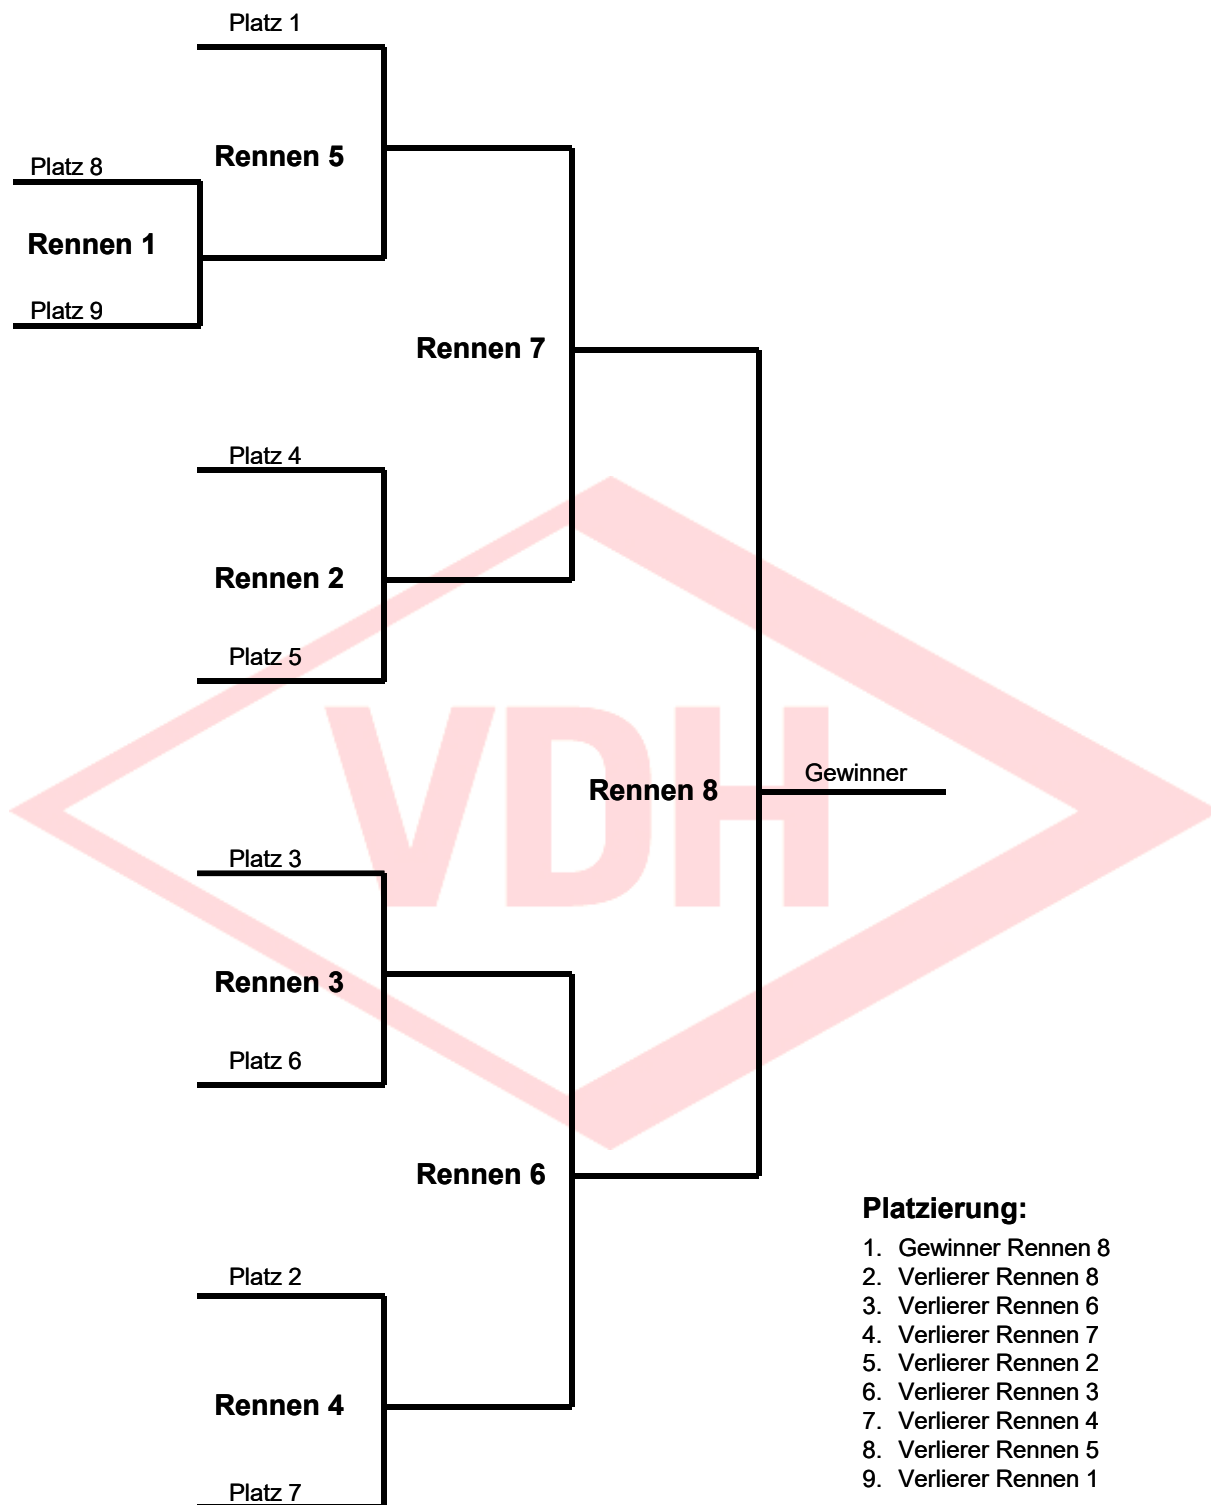 Platz 1
Rennen 5
Platz 8
Rennen 1
Platz 9
Rennen 7
Platz 4
Rennen 2
Platz 5
VDH
Gewinner
Rennen 8
Platz 3
Rennen 3
Platz 6
Rennen 6
Platz 2
Rennen 4
Platz 7
Platzierung:
1. Gewinner Rennen 8
2. Verlierer Rennen 8
3. Verlierer Rennen 6
4. Verlierer Rennen 7
5. Verlierer Rennen 2
6. Verlierer Rennen 3
7. Verlierer Rennen 4
8. Verlierer Rennen 5
9. Verlierer Rennen 1